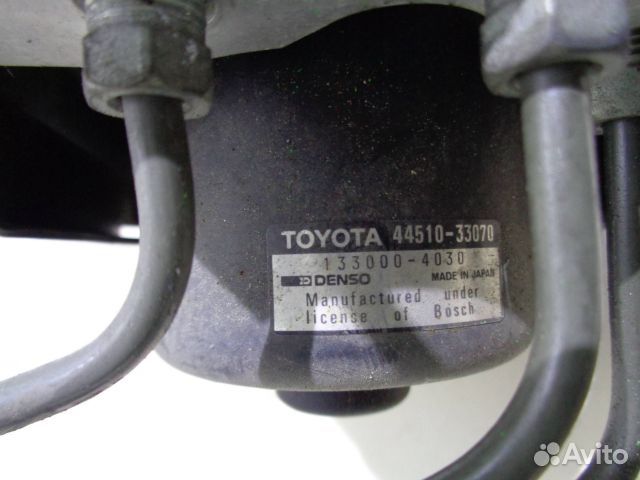 TOYOTA 44510-33070
133000-4030
DENSO MADE IN JAPAN
Manufactured under
license of Bosch
Avito